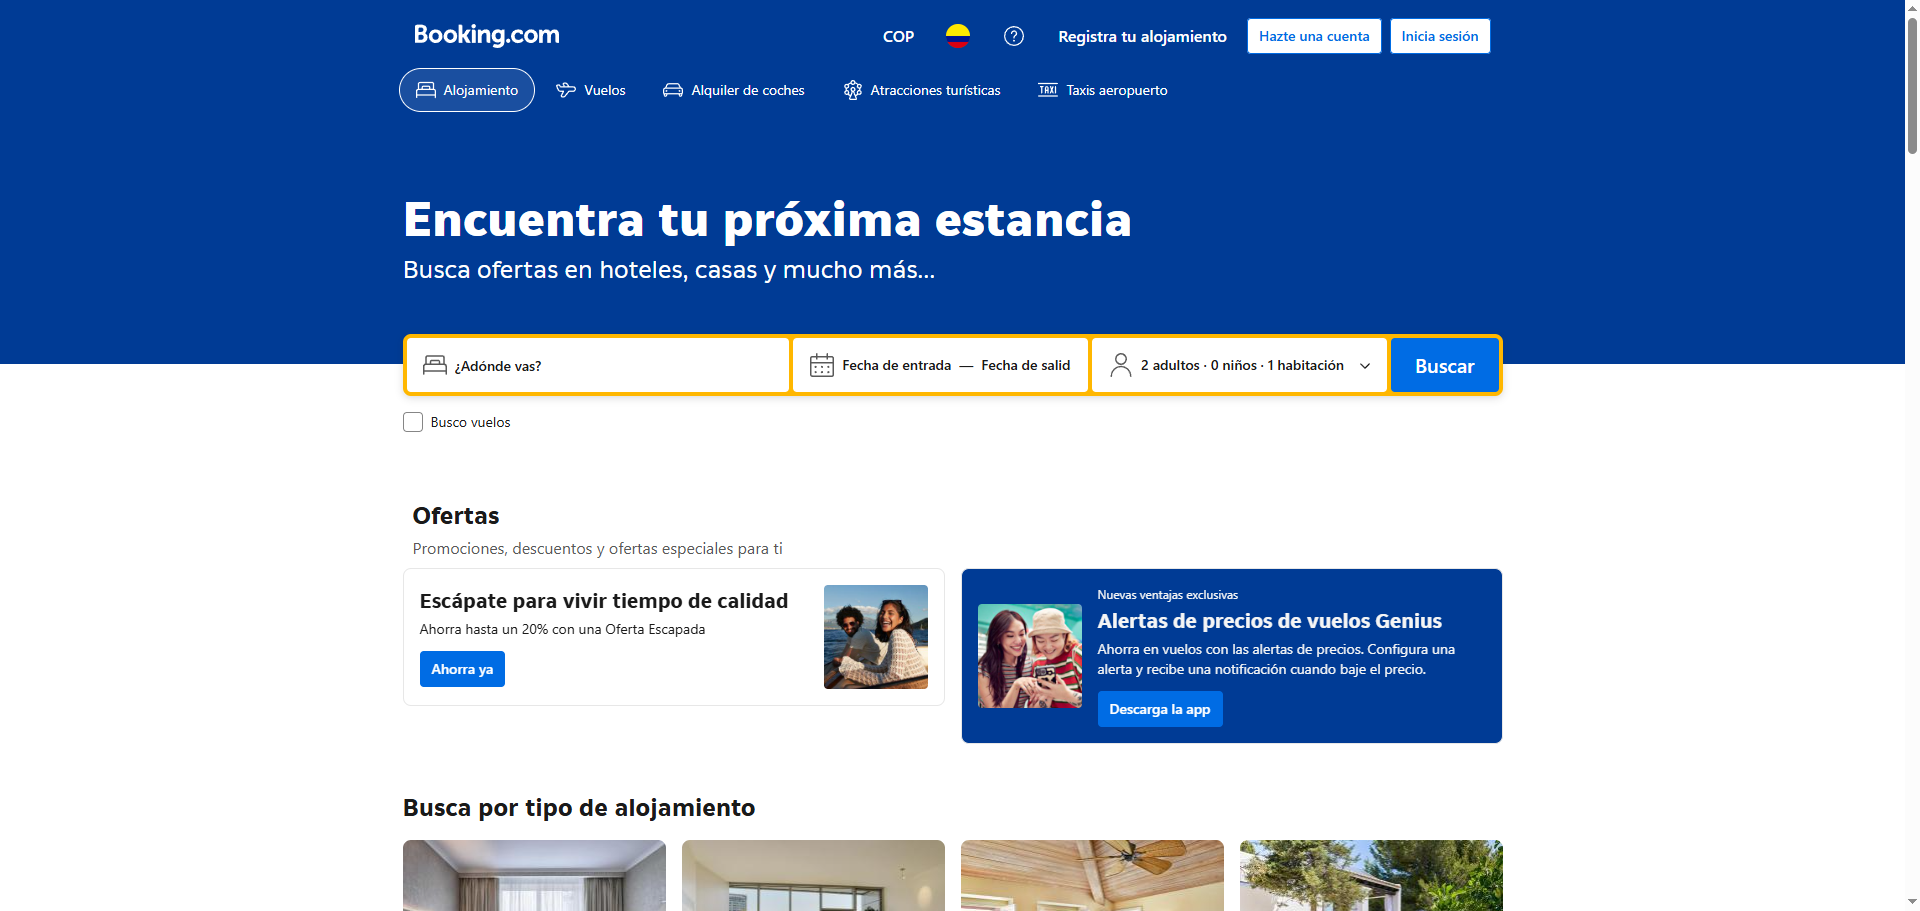 Booking.com
COP
Registra tu alojamiento
Hazte una cuenta
Inicia sesión
Alojamiento
Vuelos
Alquiler de coches
Atracciones turísticas
TAXI
Taxis aeropuerto
Encuentra tu próxima estancia
Busca ofertas en hoteles, casas y mucho más...
¿Adónde vas?
Fecha de entrada — Fecha de salid
2 adultos · 0 niños · 1 habitación
Buscar
Busco vuelos
Ofertas
Promociones, descuentos y ofertas especiales para ti
Escápate para vivir tiempo de calidad
Ahorra hasta un 20% con una Oferta Escapada
Ahorra ya
Nuevas ventajas exclusivas
Alertas de precios de vuelos Genius
Ahorra en vuelos con las alertas de precios. Configura una
alerta y recibe una notificación cuando baje el precio.
Descarga la app
Busca por tipo de alojamiento